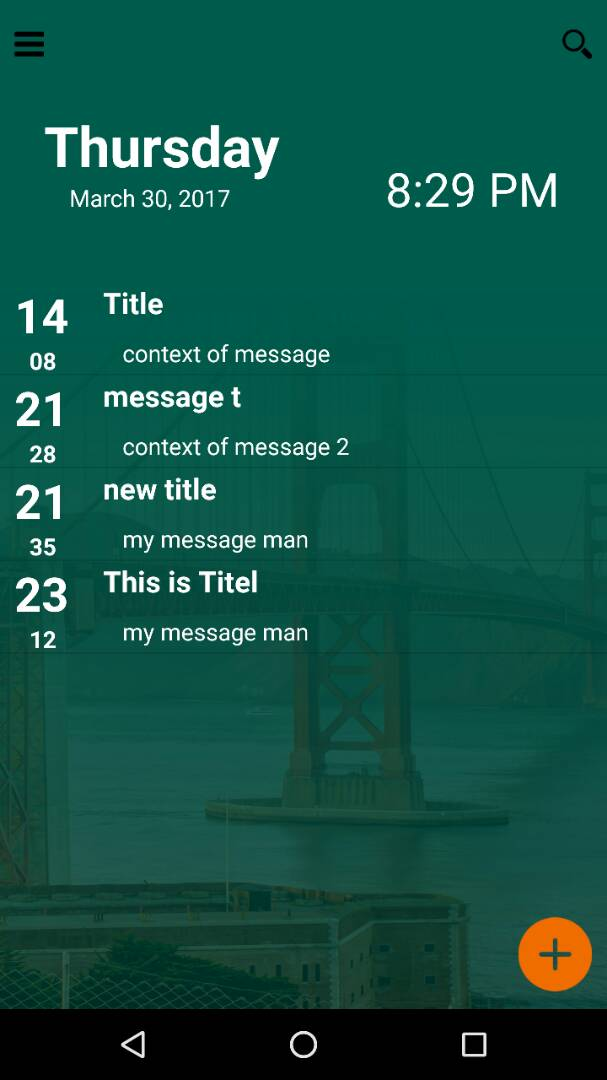 Thursday
March 30, 2017
8:29 PM
14
08
Title
context of message
21
28
message t
context of message 2
21
35
new title
my message man
23
12
This is Titel
my message man